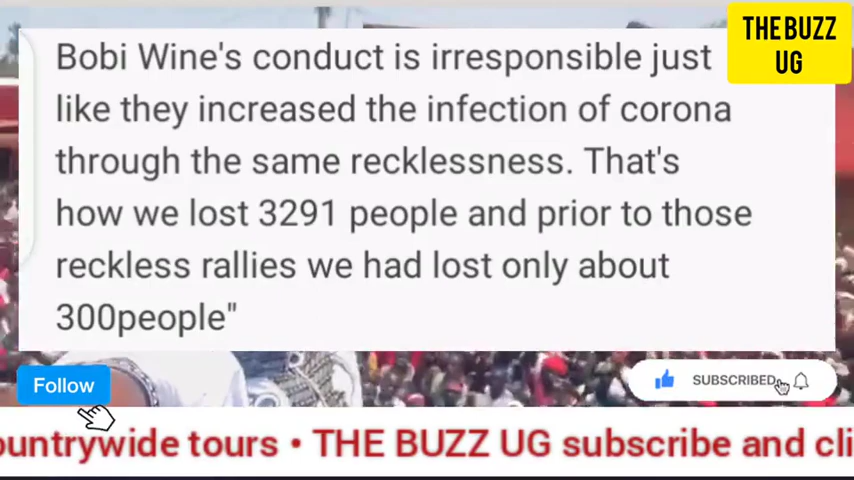 THE BUZZ
UG
Bobi Wine's conduct is irresponsible just
like they increased the infection of corona
through the same recklessness. That's
how we lost 3291 people and prior to those
reckless rallies we had lost only about
300people"
Follow
SUBSCRIBED
ountrywide tours • THE BUZZ UG subscribe and cli